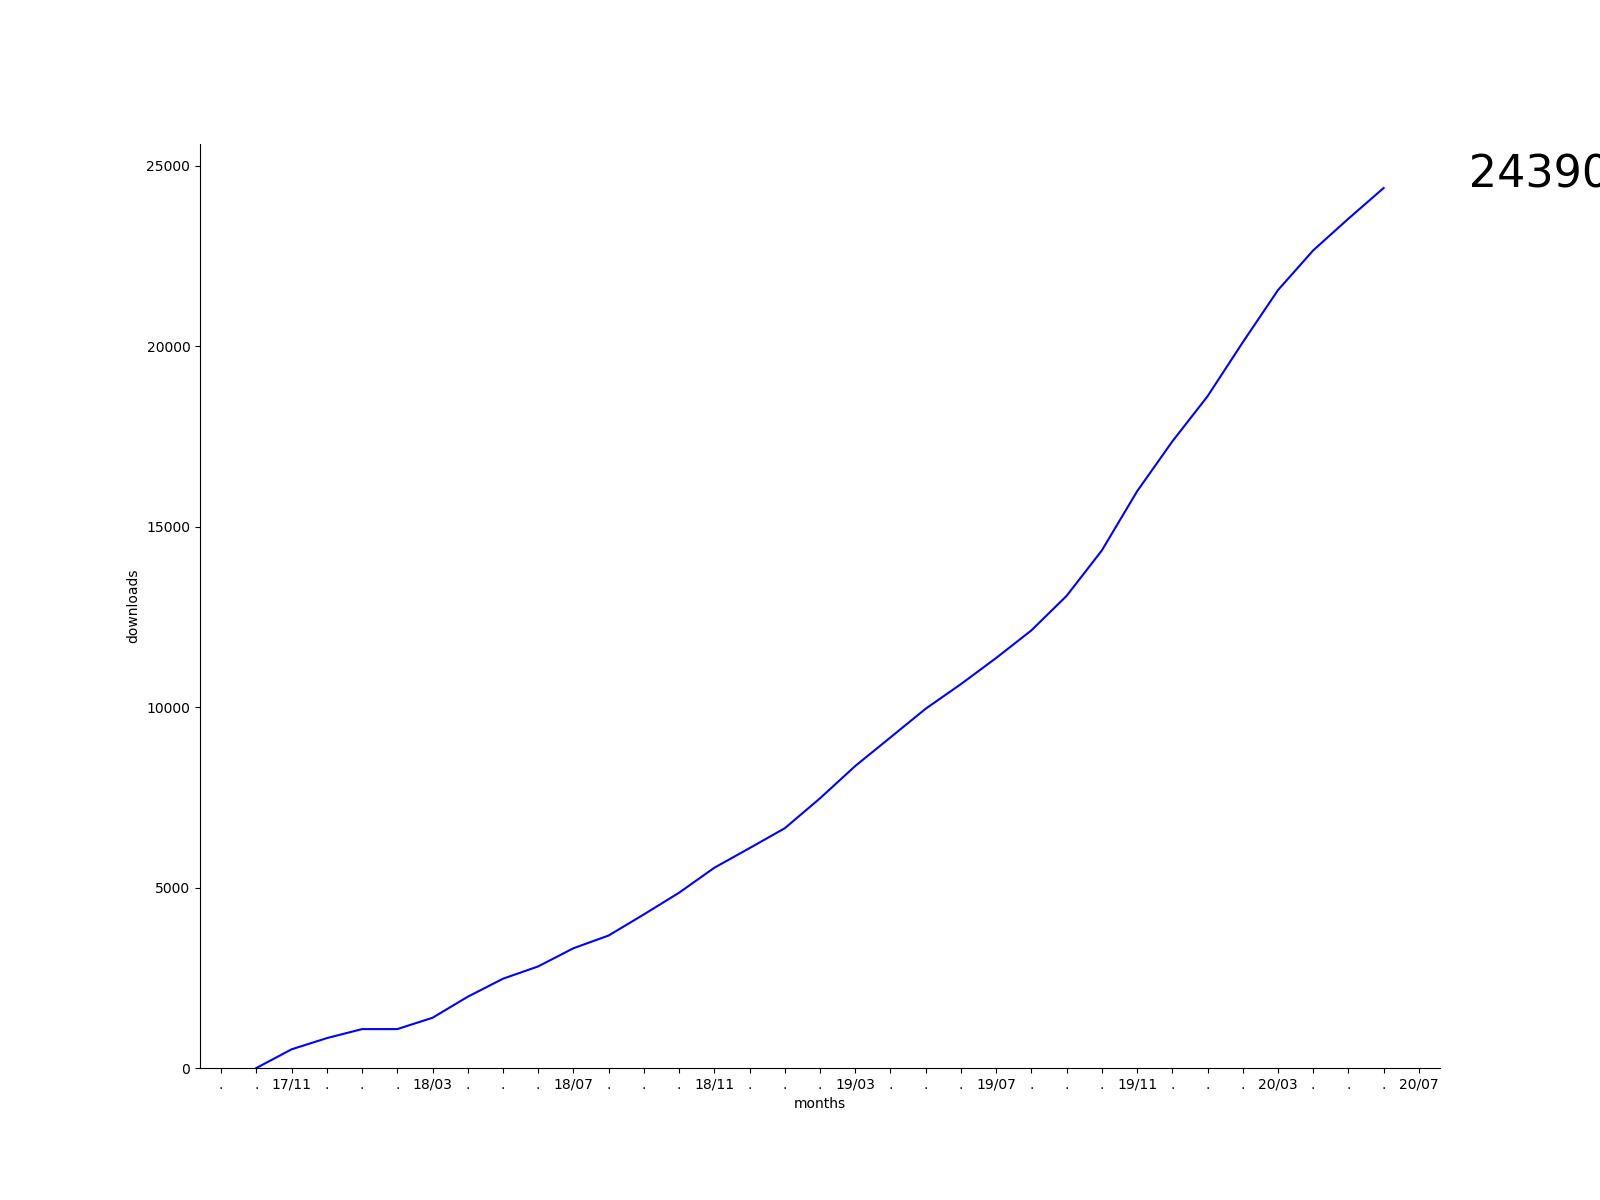 24390
25000
20000
15000
10000
5000
0
downloads
. . 17/11 . . . 18/03 . . . 18/07 . . . 18/11 . . . 19/03 . . . 19/07 . . . 19/11 . . . 20/03 . . . 20/07
months